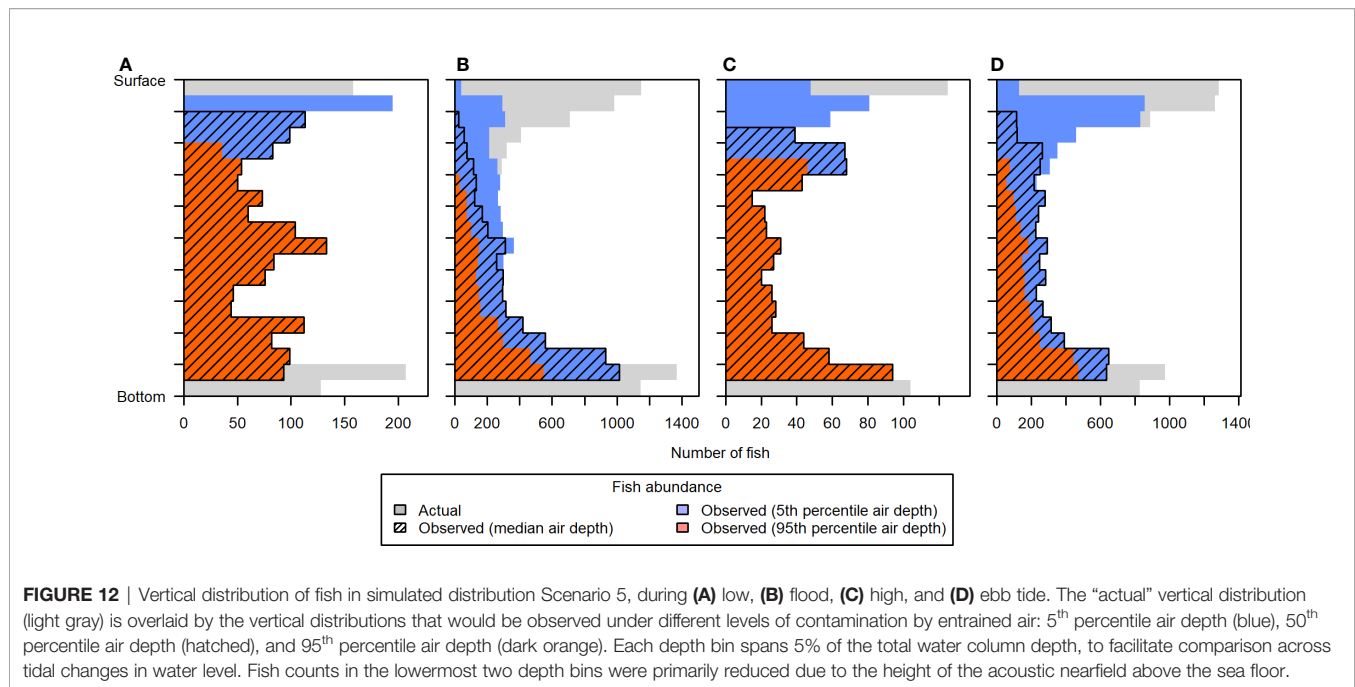 A B C D
Surface
Bottom
0 50 100 150 200 0 200 600 1000 1400 0 20 40 60 80 100 0 200 600 1000 140
Number of fish
Fish abundance
Actual Observed (5th percentile air depth)
Observed (median air depth) Observed (95th percentile air depth)
FIGURE 12 | Vertical distribution of fish in simulated distribution Scenario 5, during (A) low, (B) flood, (C) high, and (D) ebb tide. The “actual” vertical distribution
(light gray) is overlaid by the vertical distributions that would be observed under different levels of contamination by entrained air: 5th percentile air depth (blue), 50th
percentile air depth (hatched), and 95th percentile air depth (dark orange). Each depth bin spans 5% of the total water column depth, to facilitate comparison across
tidal changes in water level. Fish counts in the lowermost two depth bins were primarily reduced due to the height of the acoustic nearfield above the sea floor.